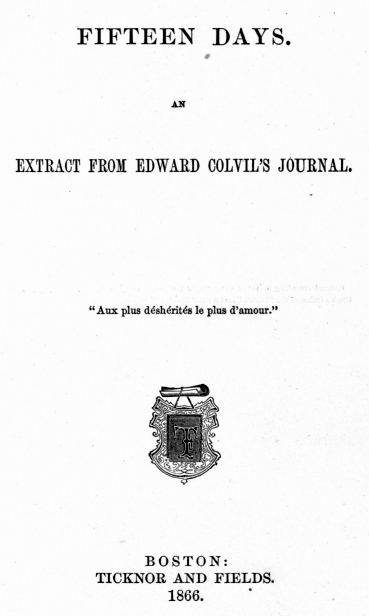 FIFTEEN DAYS.
AN
EXTRACT FROM EDWARD COLVIL'S JOURNAL.
"Aux plus déshérités le plus d'amour."
TF
BOSTON:
TICKNOR AND FIELDS.
1866.